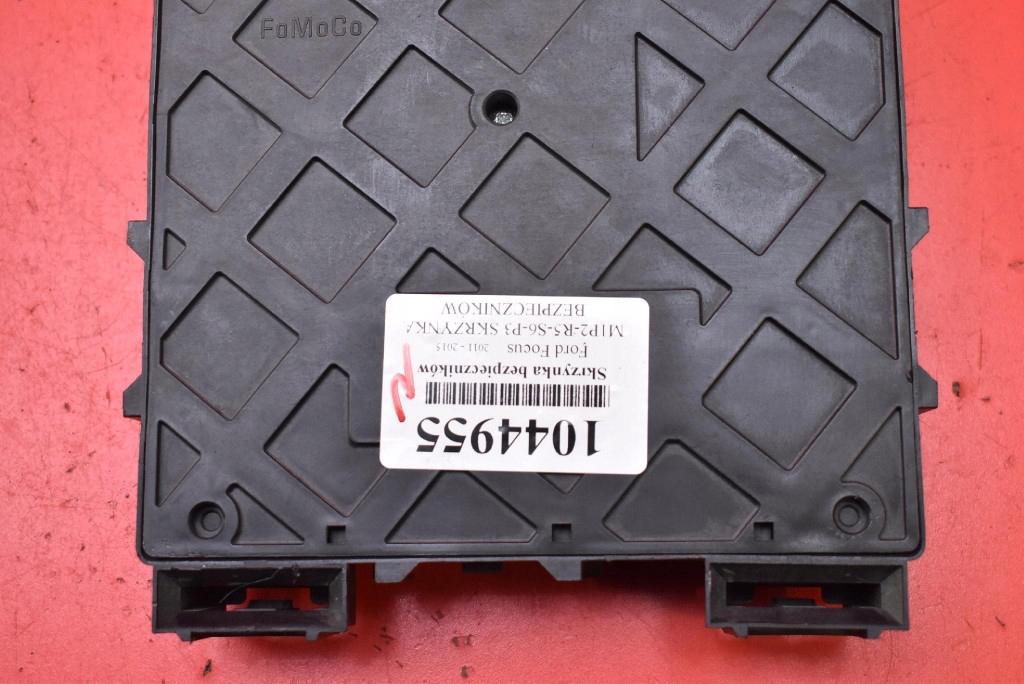 FoMoCo
1044955
Skrzynka bezpieczników
Ford Focus 2011 - 2015
M1P2-R5-S6-P3 SKRZYNKA
BEZPIECZNIKÓW